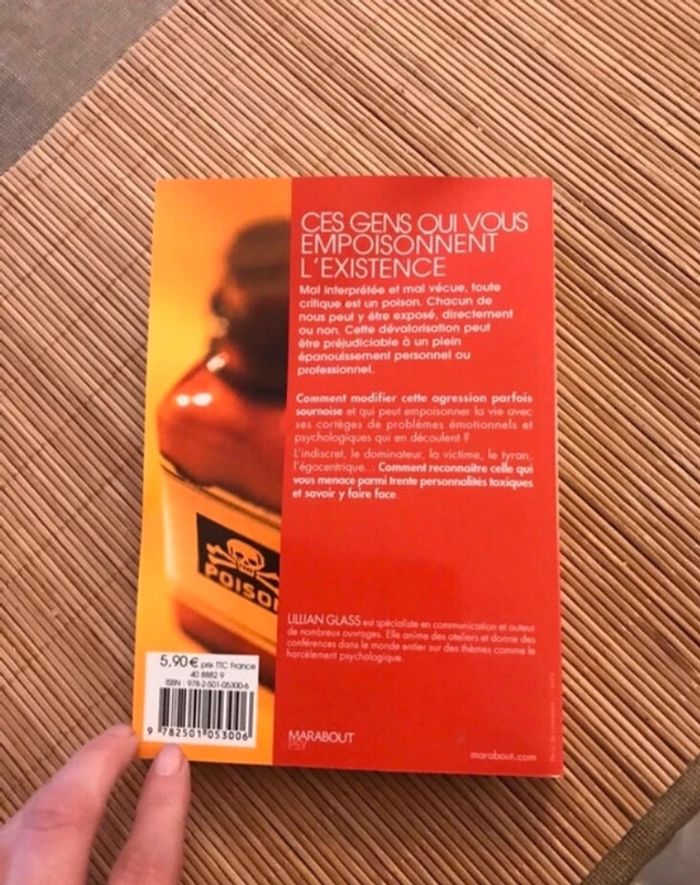 CES GENS QUI VOUS
EMPOISONNENT
L'EXISTENCE
Mal interprétée et mal vécue, toute
critique est un poison. Chacun de
nous peut y être exposé, directement
ou non. Cette dévalorisation peut
être préjudiciable à un plein
épanouissement personnel ou
professionnel.
Comment modifier cette agression parfois
sournoise et qui peut empoisonner la vie avec
ses cortèges de problèmes émotionnels et
psychologiques qui en découlent ?
L'indiscret, le dominateur, la victime, le tyran,
l'égocentrique... Comment reconnaître celle qui
vous menace parmi trente personnalités toxiques
et savoir y faire face.
POISON
LILLIAN GLASS est spécialiste en communication et auteur
de nombreux ouvrages. Elle anime des ateliers et donne des
conférences dans le monde entier sur des thèmes comme le
harcèlement psychologique.
5,90 € prix TTC France
40 8882 9
ISBN : 978-2-501-05300-6
9 782501 053006
MARABOUT
PSY
marabout.com